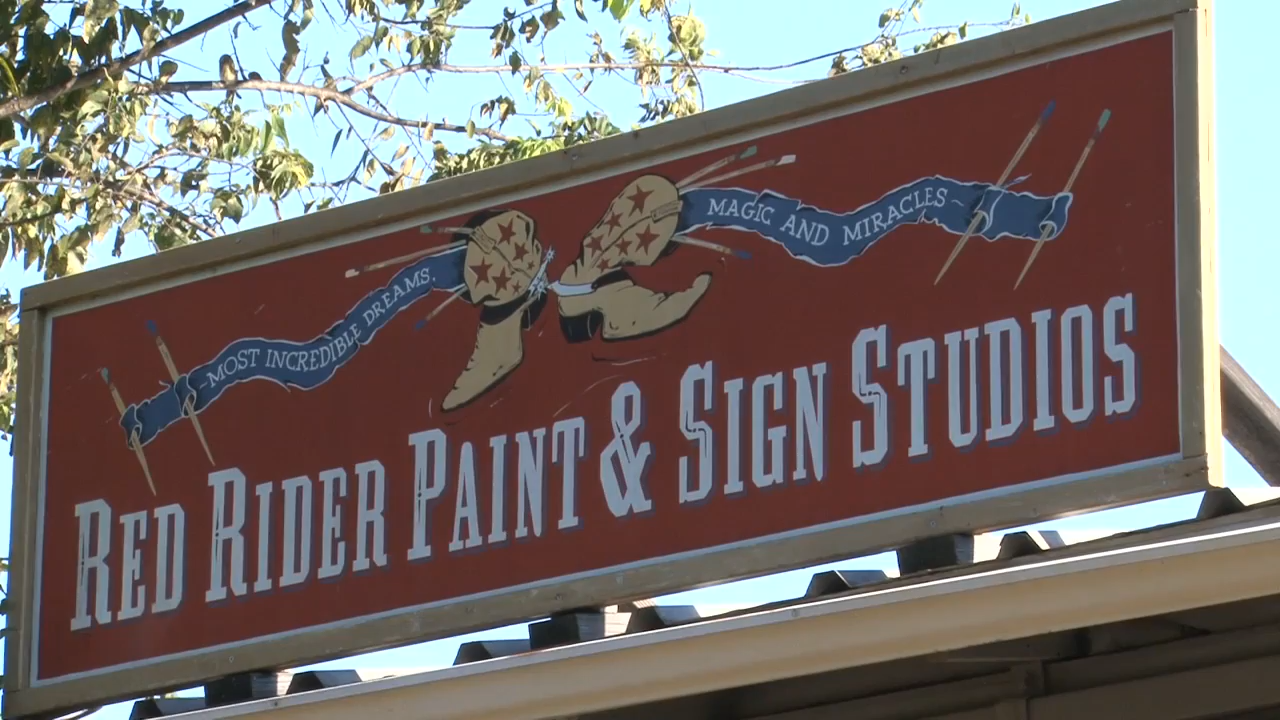 ~MOST INCREDIBLE DREAMS.
MAGIC AND MIRACLES~
RED RIDER PAINT & SIGN STUDIOS